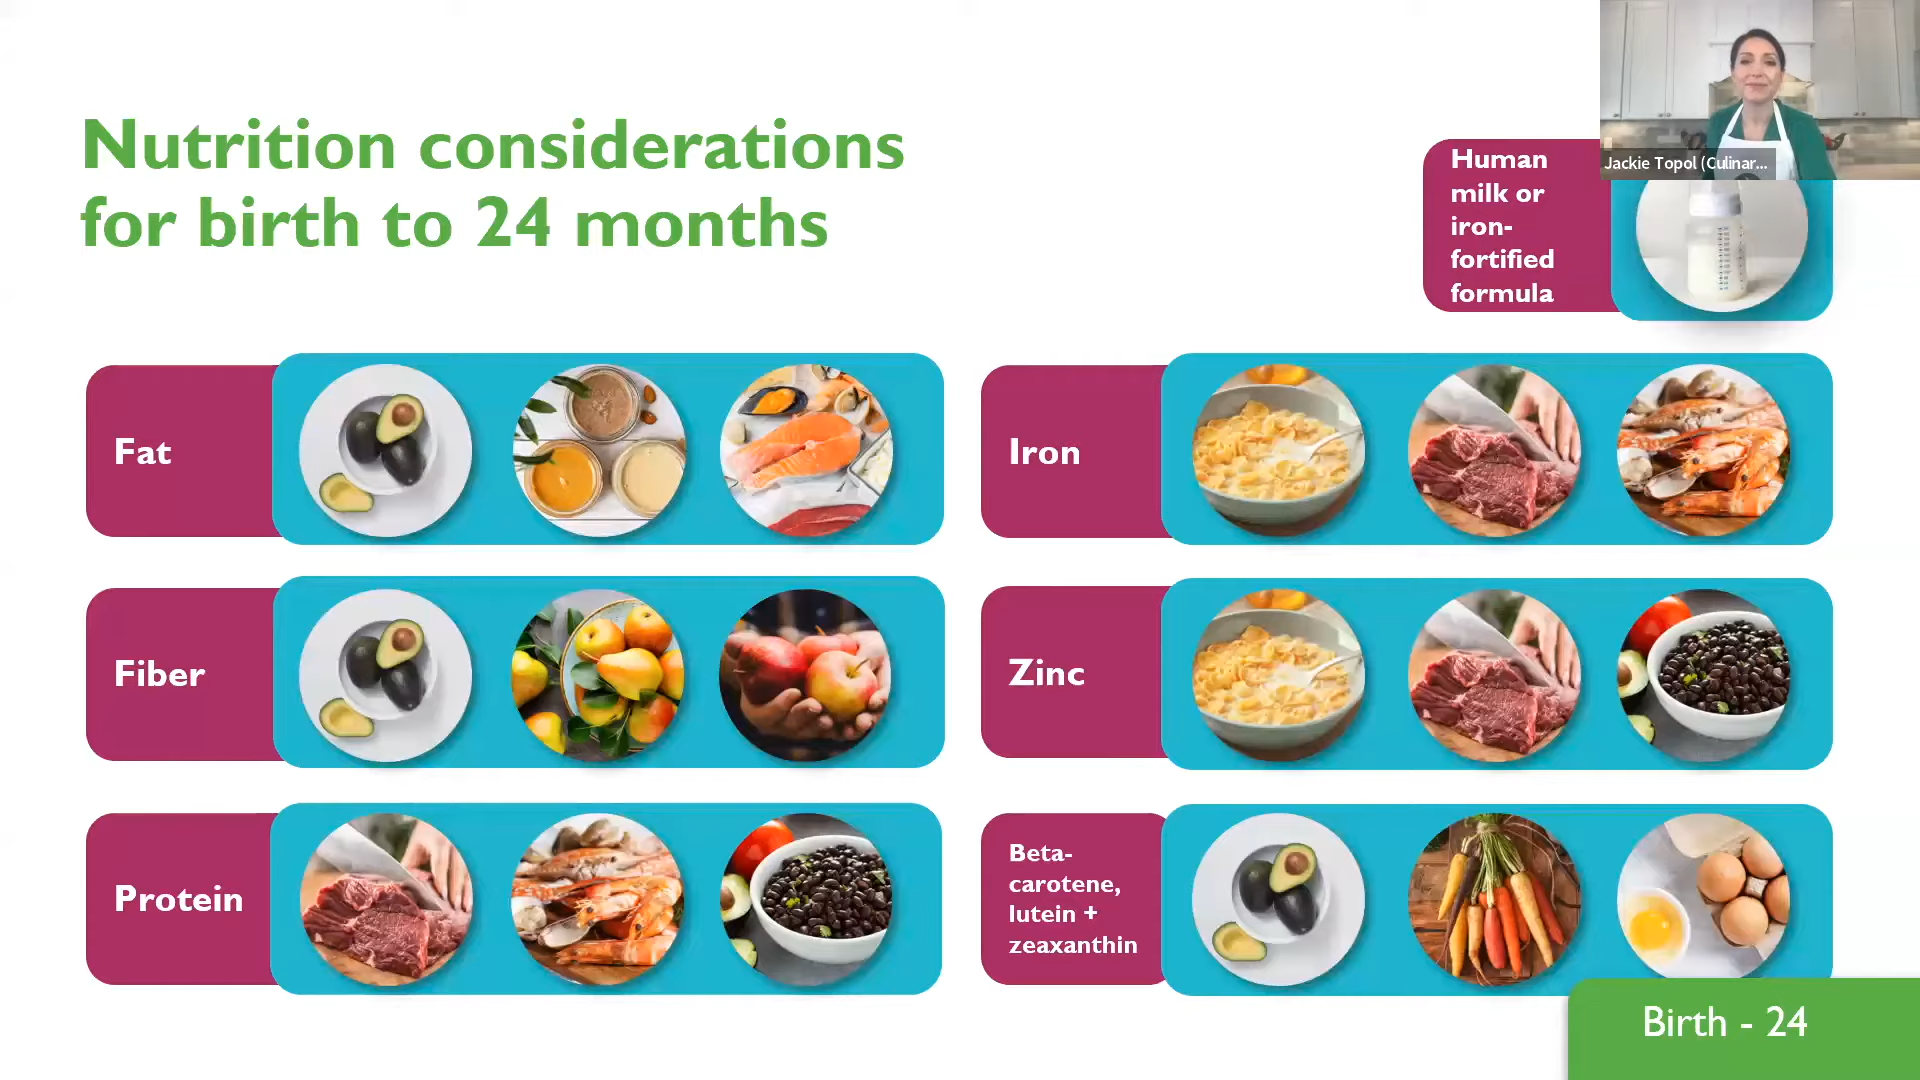 Nutrition considerations
for birth to 24 months
Jackie Topol (Culinar...
Human
milk or
iron-
fortified
formula
Fat
Iron
Fiber
Zinc
Protein
Beta-
carotene,
lutein +
zeaxanthin
Birth - 24